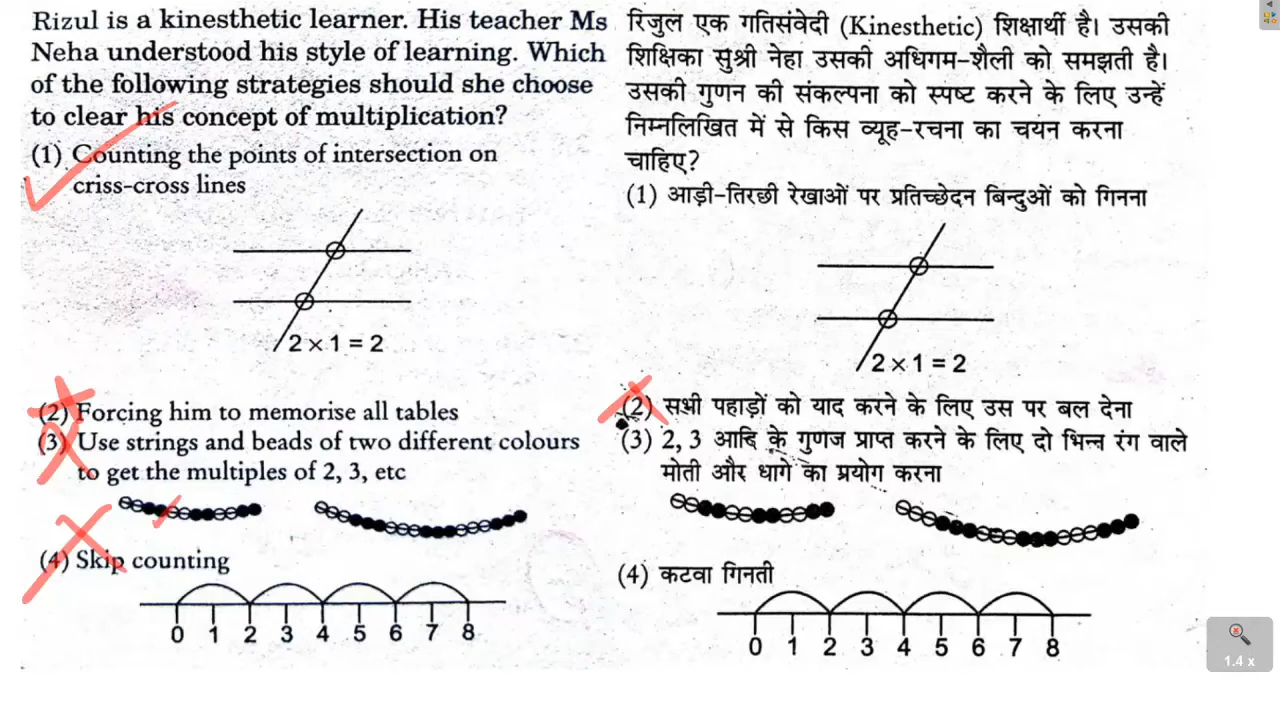 Rizul is a kinesthetic learner. His teacher Ms
Neha understood his style of learning. Which
of the following strategies should she choose
to clear his concept of multiplication?
(1) Counting the points of intersection on
criss-cross lines
2 × 1 = 2
(2) Forcing him to memorise all tables
(3) Use strings and beads of two different colours
to get the multiples of 2, 3, etc
(4) Skip counting
0 1 2 3 4 5 6 7 8
रिजुल एक गतिसंवेदी (Kinesthetic) शिक्षार्थी है। उसकी
शिक्षिका सुश्री नेहा उसकी अधिगम-शैली को समझती है।
उसकी गुणन की संकल्पना को स्पष्ट करने के लिए उन्हें
निम्नलिखित में से किस व्यूह-रचना का चयन करना
चाहिए?
(1) आड़ी-तिरछी रेखाओं पर प्रतिच्छेदन बिन्दुओं को गिनना
2 × 1 = 2
(2) सभी पहाड़ों को याद करने के लिए उस पर बल देना
(3) 2, 3 आदि के गुणज प्राप्त करने के लिए दो भिन्न रंग वाले
मोती और धागे का प्रयोग करना
(4) कटवा गिनती
0 1 2 3 4 5 6 7 8
1.4 x